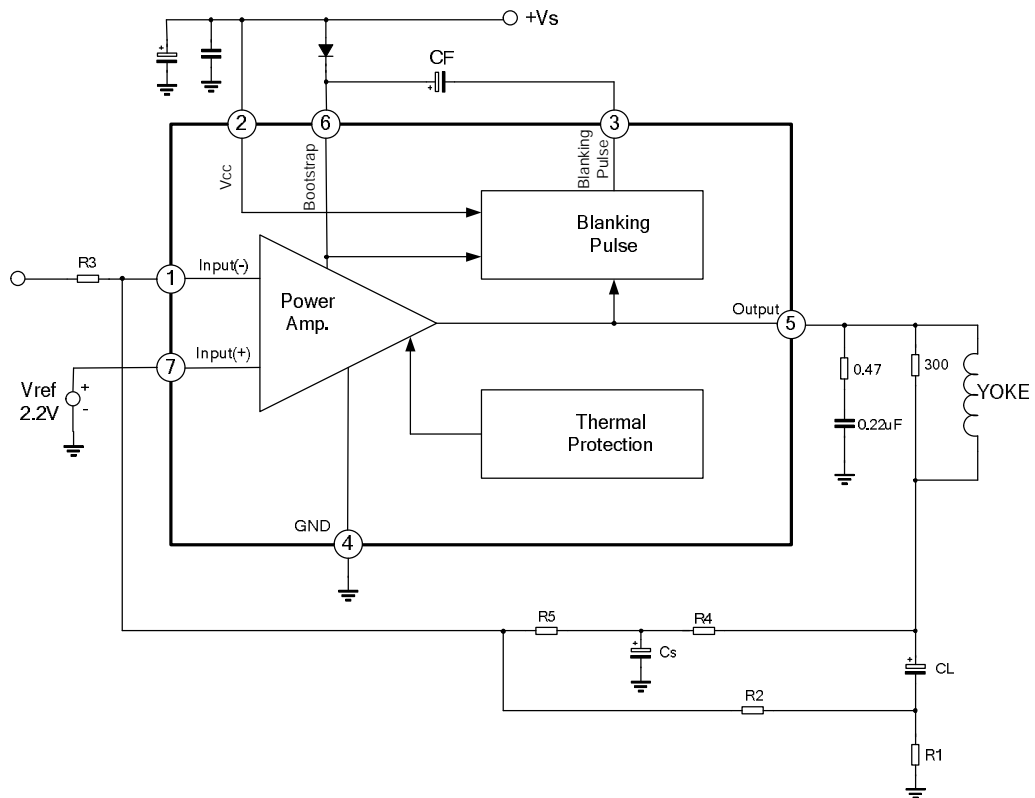 +Vs
CF
2
6
3
Vcc
Bootstrap
Blanking
Pulse
Blanking
Pulse
R3
1
Input(-)
Power
Amp.
Output
5
7
Input(+)
Vref
2.2V
+
-
0.47
0.22uF
300
YOKE
Thermal
Protection
GND
4
R5
R4
+
Cs
+
CL
R2
R1
+
+